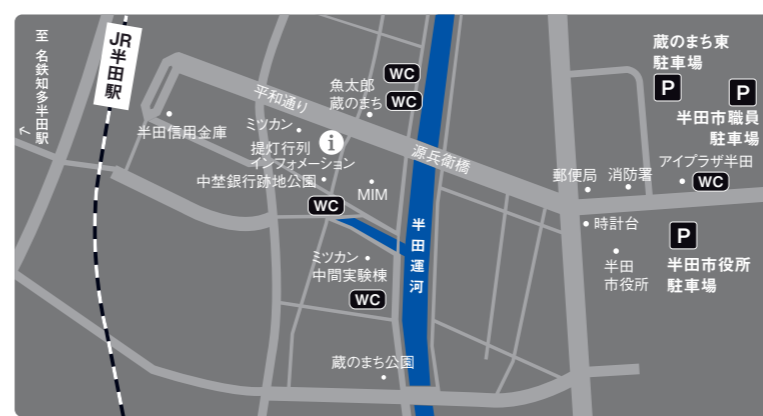 至 名鉄知多半田駅
JR半田駅
半田信用金庫
平和通り
ミツカン
魚太郎
蔵のまち
WC
WC
提灯行列
インフォメーション
i
中埜銀行跡地公園
MIM
WC
源兵衛橋
半田運河
ミツカン
中間実験棟
WC
蔵のまち公園
蔵のまち東
駐車場
P
P
半田市職員
駐車場
アイプラザ半田
WC
郵便局
消防署
時計台
半田
市役所
P
半田市役所
駐車場